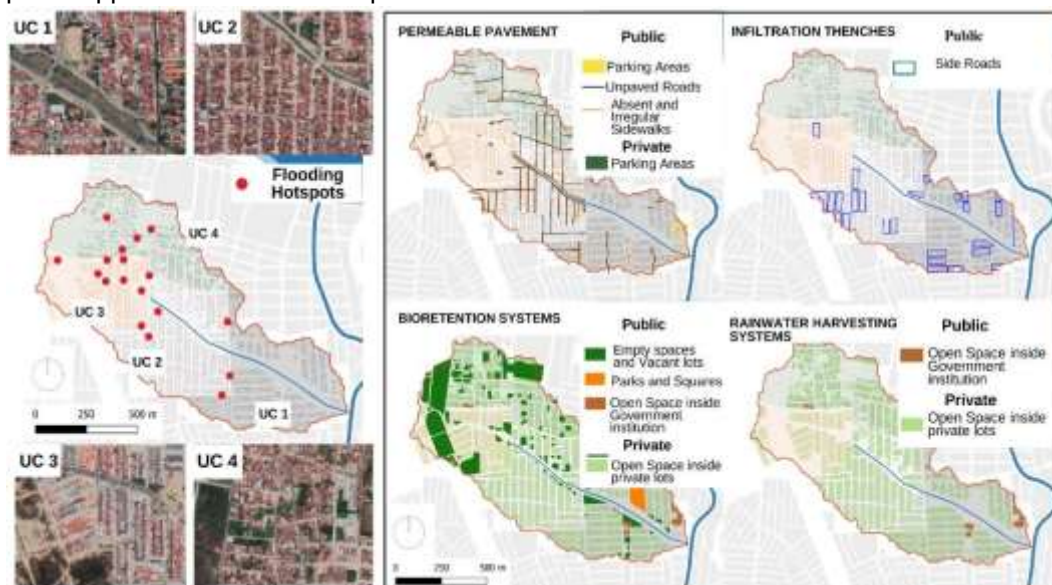 UC 1
UC 2
Flooding
Hotspots
UC 4
UC 3
UC 2
UC 1
0 250 500 m
UC 3
UC 4
PERMEABLE PAVEMENT
Public
Parking Areas
Unpaved Roads
Absent and
Irregular
Sidewalks
Private
Parking Areas
INFILTRATION THENCHES
Public
Side Roads
BIORETENTION SYSTEMS
Public
Empty spaces
and Vacant lots
Parks and Squares
Open Space inside
Government
institution
Private
Open Space inside
private lots
0 250 500 m
RAINWATER HARVESTING
SYSTEMS
Public
Open Space inside
Government
institution
Private
Open Space inside
private lots